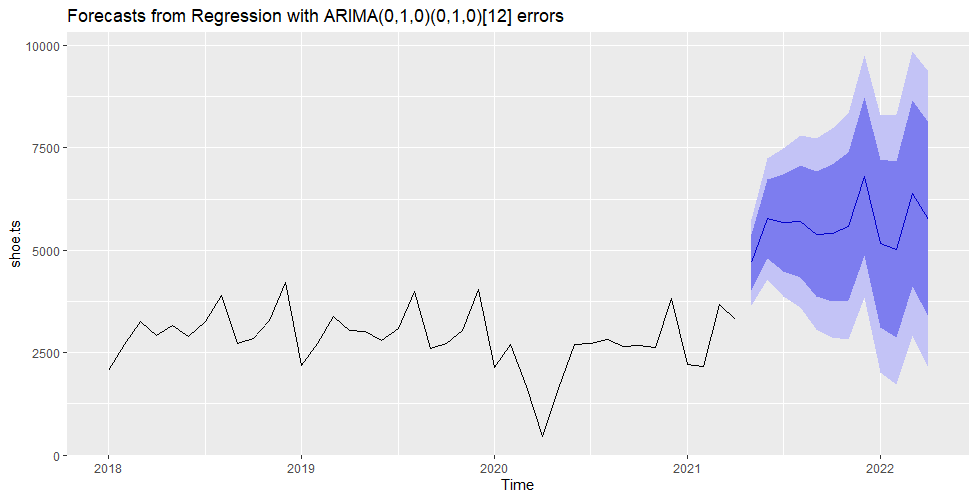 Forecasts from Regression with ARIMA(0,1,0)(0,1,0)[12] errors
10000
7500
5000
2500
0
shoe.ts
2018 2019 2020 2021 2022
Time